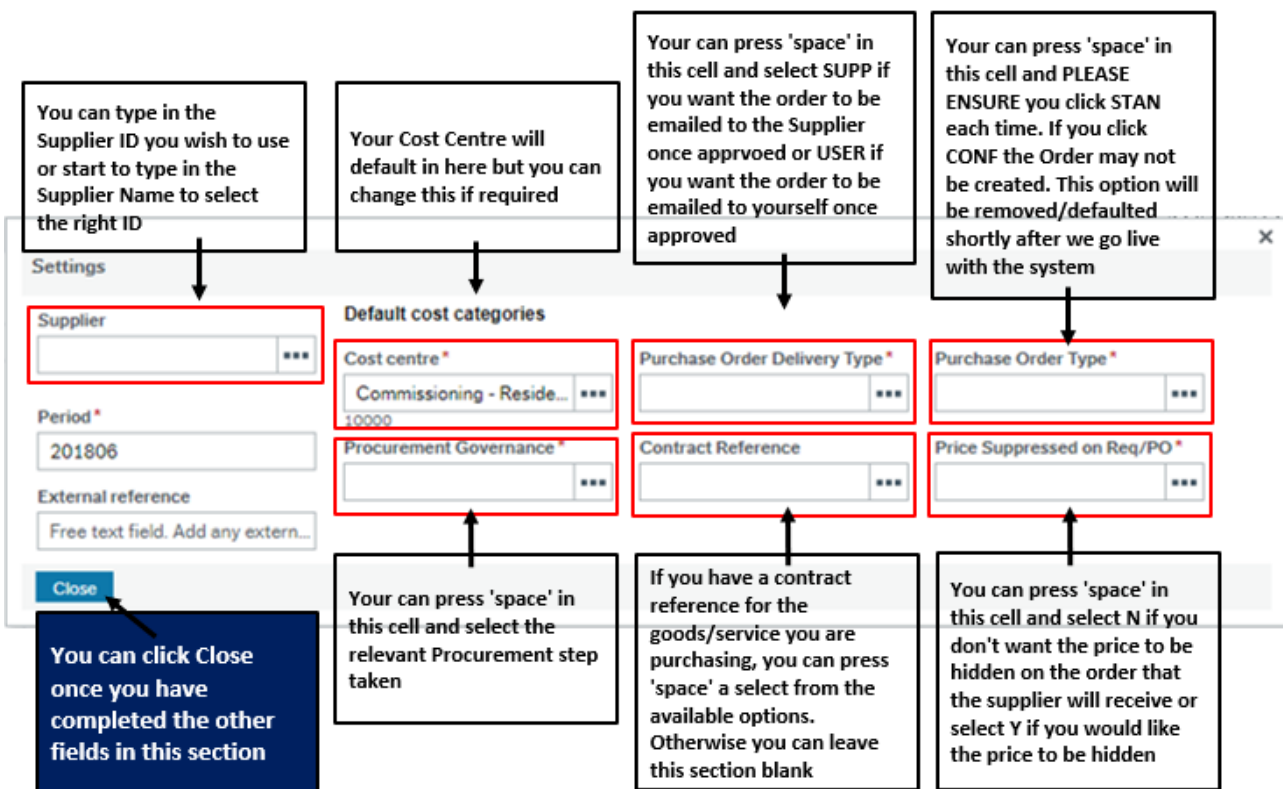 You can type in the
Supplier ID you wish to use
or start to type in the
Supplier Name to select
the right ID
Your Cost Centre will
default in here but you can
change this if required
Your can press 'space' in
this cell and select SUPP if
you want the order to be
emailed to the Supplier
once apprvoed or USER if
you want the order to be
emailed to yourself once
approved
Your can press 'space' in
this cell and PLEASE
ENSURE you click STAN
each time. If you click
CONF the Order may not
be created. This option will
be removed/defaulted
shortly after we go live
with the system
Settings
Supplier
Default cost categories
Cost centre *
Commissioning - Reside...
10000
Purchase Order Delivery Type *
Purchase Order Type *
Period *
201806
Procurement Governance *
Contract Reference
Price Suppressed on Req/PO *
External reference
Free text field. Add any extern...
Close
You can click Close
once you have
completed the other
fields in this section
Your can press 'space' in
this cell and select the
relevant Procurement step
taken
If you have a contract
reference for the
goods/service you are
purchasing, you can press
'space' a select from the
available options.
Otherwise you can leave
this section blank
You can press 'space' in
this cell and select N if you
don't want the price to be
hidden on the order that
the supplier will receive or
select Y if you would like
the price to be hidden